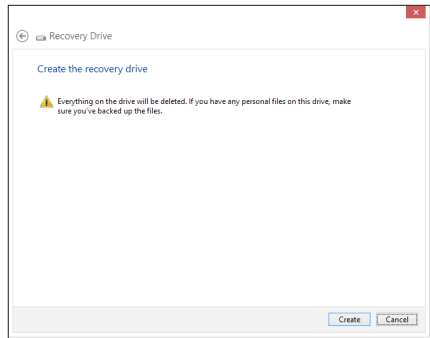 Recovery Drive
Create the recovery drive
Everything on the drive will be deleted. If you have any personal files on this drive, make
sure you've backed up the files.
Create Cancel